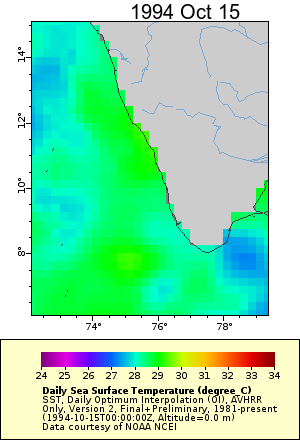 1994 Oct 15
14°
12°
10°
8°
74° 76° 78°
24 25 26 27 28 29 30 31 32 33 34
Daily Sea Surface Temperature (degree_C)
SST, Daily Optimum Interpolation (OI), AVHRR
Only, Version 2, Final+Preliminary, 1981-present
(1994-10-15T00:00:00Z, Altitude=0.0 m)
Data courtesy of NOAA NCEI